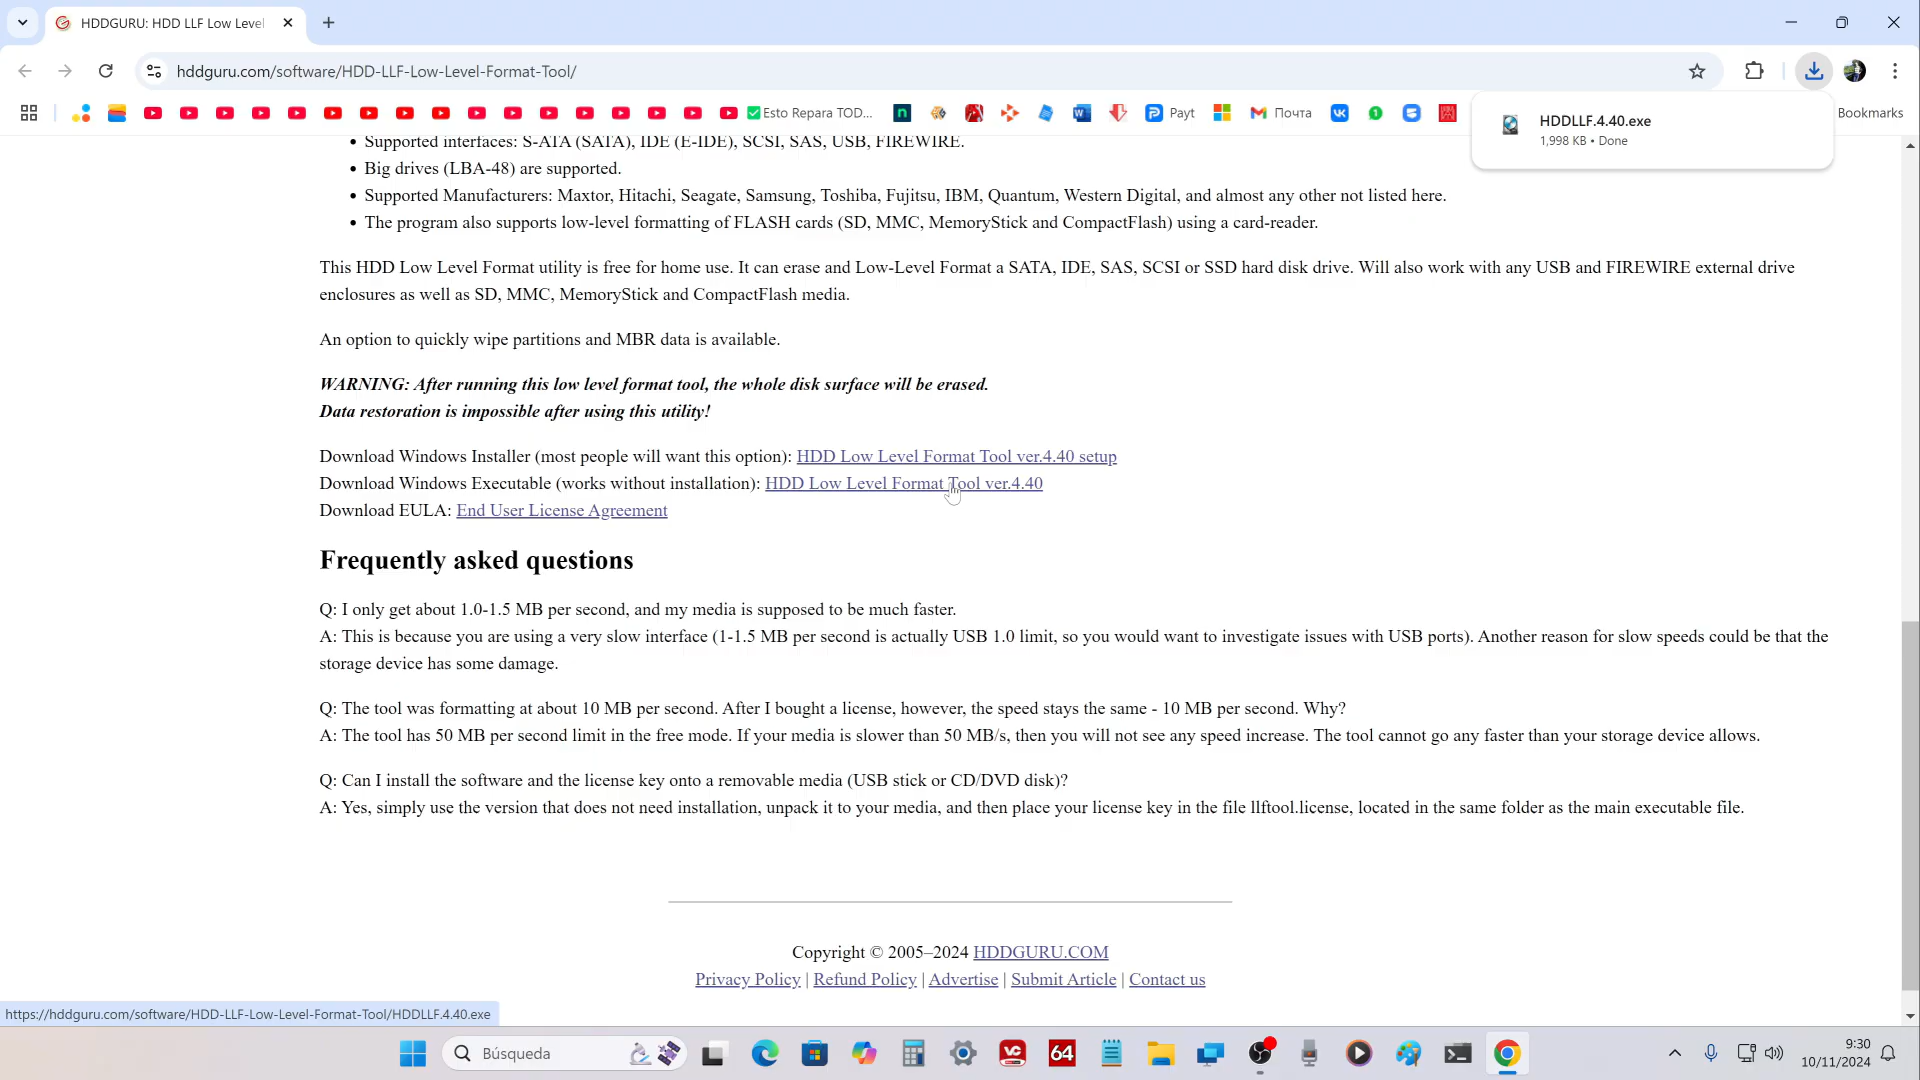 HDDGURU: HDD LLF Low Level
hddguru.com/software/HDD-LLF-Low-Level-Format-Tool/
Esto Repara TOD...
Payt
Почта
Bookmarks
HDDLLF.4.40.exe
1,998 KB • Done
• Supported interfaces: S-ATA (SATA), IDE (E-IDE), SCSI, SAS, USB, FIREWIRE.
• Big drives (LBA-48) are supported.
• Supported Manufacturers: Maxtor, Hitachi, Seagate, Samsung, Toshiba, Fujitsu, IBM, Quantum, Western Digital, and almost any other not listed here.
• The program also supports low-level formatting of FLASH cards (SD, MMC, MemoryStick and CompactFlash) using a card-reader.
This HDD Low Level Format utility is free for home use. It can erase and Low-Level Format a SATA, IDE, SAS, SCSI or SSD hard disk drive. Will also work with any USB and FIREWIRE external drive
enclosures as well as SD, MMC, MemoryStick and CompactFlash media.
An option to quickly wipe partitions and MBR data is available.
WARNING: After running this low level format tool, the whole disk surface will be erased.
Data restoration is impossible after using this utility!
Download Windows Installer (most people will want this option): HDD Low Level Format Tool ver.4.40 setup
Download Windows Executable (works without installation): HDD Low Level Format Tool ver.4.40
Download EULA: End User License Agreement
Frequently asked questions
Q: I only get about 1.0-1.5 MB per second, and my media is supposed to be much faster.
A: This is because you are using a very slow interface (1-1.5 MB per second is actually USB 1.0 limit, so you would want to investigate issues with USB ports). Another reason for slow speeds could be that the
storage device has some damage.
Q: The tool was formatting at about 10 MB per second. After I bought a license, however, the speed stays the same - 10 MB per second. Why?
A: The tool has 50 MB per second limit in the free mode. If your media is slower than 50 MB/s, then you will not see any speed increase. The tool cannot go any faster than your storage device allows.
Q: Can I install the software and the license key onto a removable media (USB stick or CD/DVD disk)?
A: Yes, simply use the version that does not need installation, unpack it to your media, and then place your license key in the file llftool.license, located in the same folder as the main executable file.
Copyright © 2005–2024 HDDGURU.COM
Privacy Policy | Refund Policy | Advertise | Submit Article | Contact us
https://hddguru.com/software/HDD-LLF-Low-Level-Format-Tool/HDDLLF.4.40.exe
Búsqueda
64
9:30
10/11/2024